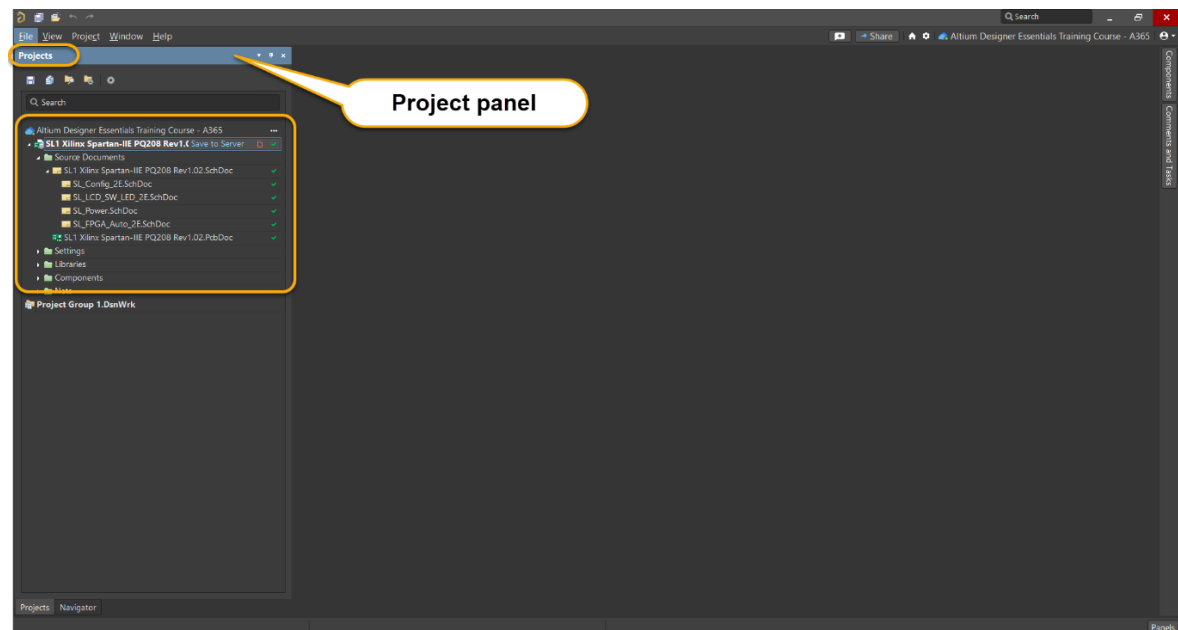 Search
File View Project Window Help
Share
Altium Designer Essentials Training Course - A365
Projects
Search
Project panel
Altium Designer Essentials Training Course - A365
SL1 Xilinx Spartan-IIE PQ208 Rev1.( Save to Server
Source Documents
SL1 Xilinx Spartan-IIE PQ208 Rev1.02.SchDoc
SL_Config_2E.SchDoc
SL_LCD_SW_LED_2E.SchDoc
SL_Power.SchDoc
SL_FPGA_Auto_2E.SchDoc
SL1 Xilinx Spartan-IIE PQ208 Rev1.02.PcbDoc
Settings
Libraries
Components
Nets
Project Group 1.DsnWrk
Components
Comments and Tasks
Projects Navigator
Panels